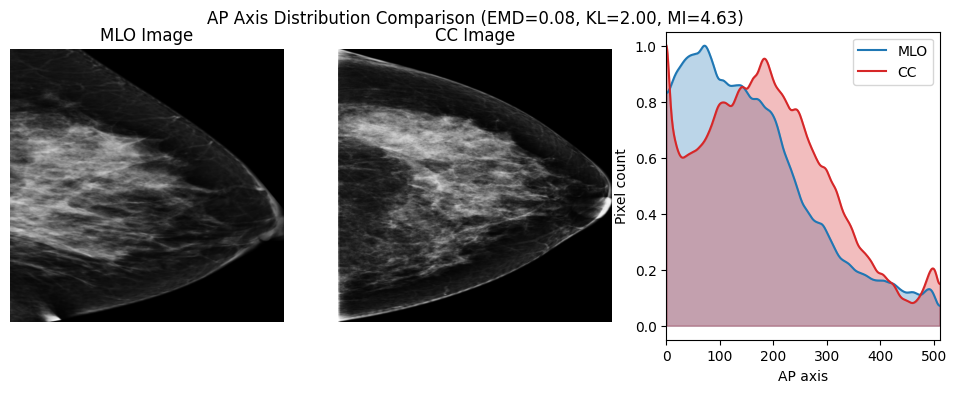 AP Axis Distribution Comparison (EMD=0.08, KL=2.00, MI=4.63)
MLO Image
CC Image
MLO
CC
1.0
0.8
0.6
0.4
0.2
0.0
Pixel count
0 100 200 300 400 500
AP axis